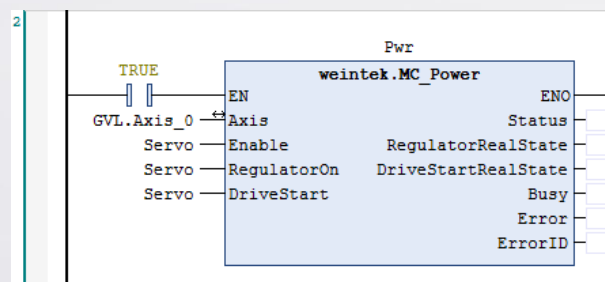 2
Pwr
TRUE
weintek.MC_Power
EN ENO
GVL.Axis_0 Axis Status
Servo Enable RegulatorRealState
Servo RegulatorOn DriveStartRealState
Servo DriveStart Busy
Error
ErrorID